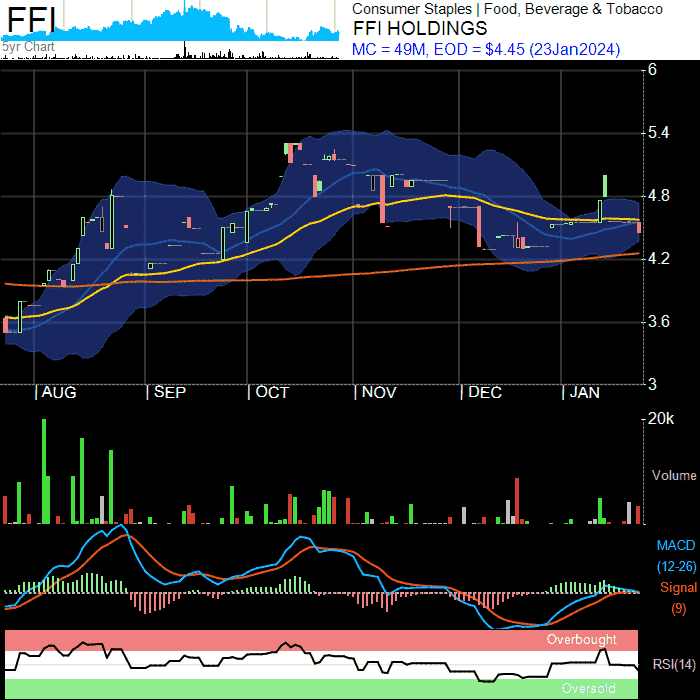 FFI
5yr Chart
Consumer Staples | Food, Beverage & Tobacco
FFI HOLDINGS
MC = 49M, EOD = $4.45 (23Jan2024)
6
5.4
4.8
4.2
3.6
3
| AUG | SEP | OCT | NOV | DEC | JAN
20k
Volume
MACD
(12-26)
Signal
(9)
Overbought
RSI(14)
Oversold